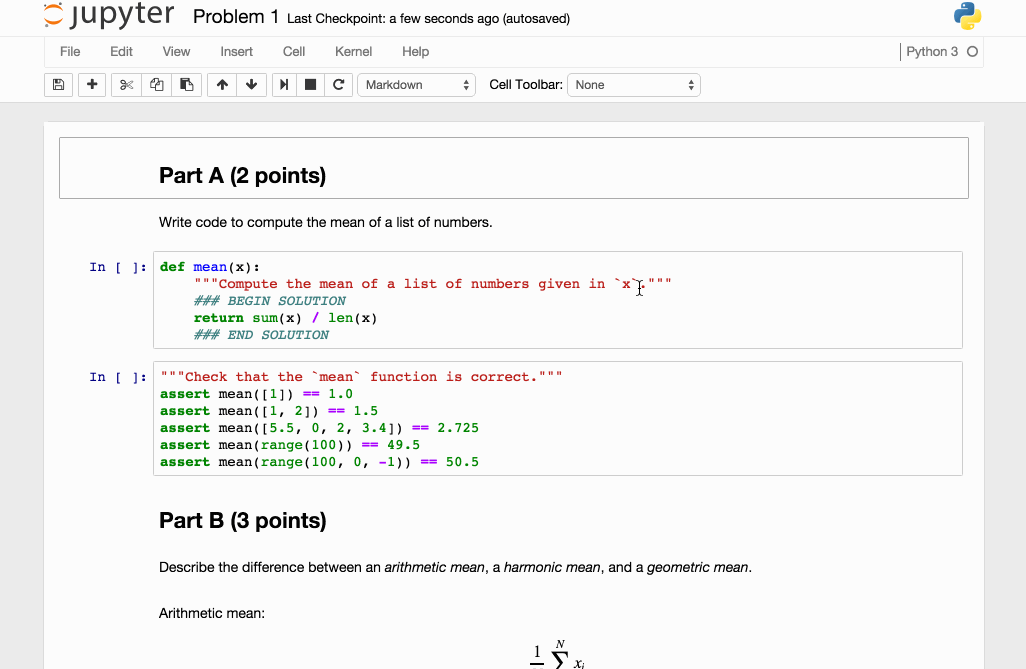 jupyter Problem 1 Last Checkpoint: a few seconds ago (autosaved)
File Edit View Insert Cell Kernel Help Python 3
Markdown Cell Toolbar: None
Part A (2 points)
Write code to compute the mean of a list of numbers.
In [ ]: def mean(x):
"""Compute the mean of a list of numbers given in `x`."""
### BEGIN SOLUTION
return sum(x) / len(x)
### END SOLUTION
In [ ]: """Check that the `mean` function is correct."""
assert mean([1]) == 1.0
assert mean([1, 2]) == 1.5
assert mean([5.5, 0, 2, 3.4]) == 2.725
assert mean(range(100)) == 49.5
assert mean(range(100, 0, -1)) == 50.5
Part B (3 points)
Describe the difference between an arithmetic mean, a harmonic mean, and a geometric mean.
Arithmetic mean:
1 N ∑ xi